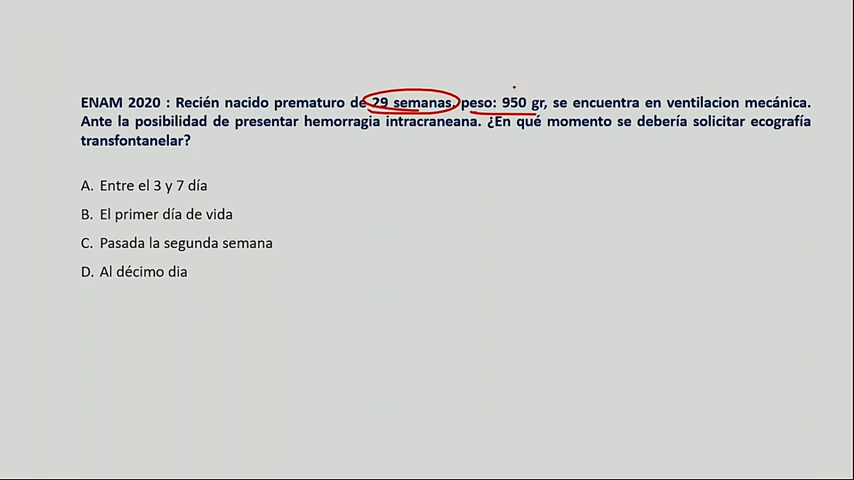 ENAM 2020 : Recién nacido prematuro de 29 semanas, peso: 950 gr, se encuentra en ventilacion mecánica.
Ante la posibilidad de presentar hemorragia intracraneana. ¿En qué momento se debería solicitar ecografía
transfontanelar?
A. Entre el 3 y 7 día
B. El primer día de vida
C. Pasada la segunda semana
D. Al décimo dia